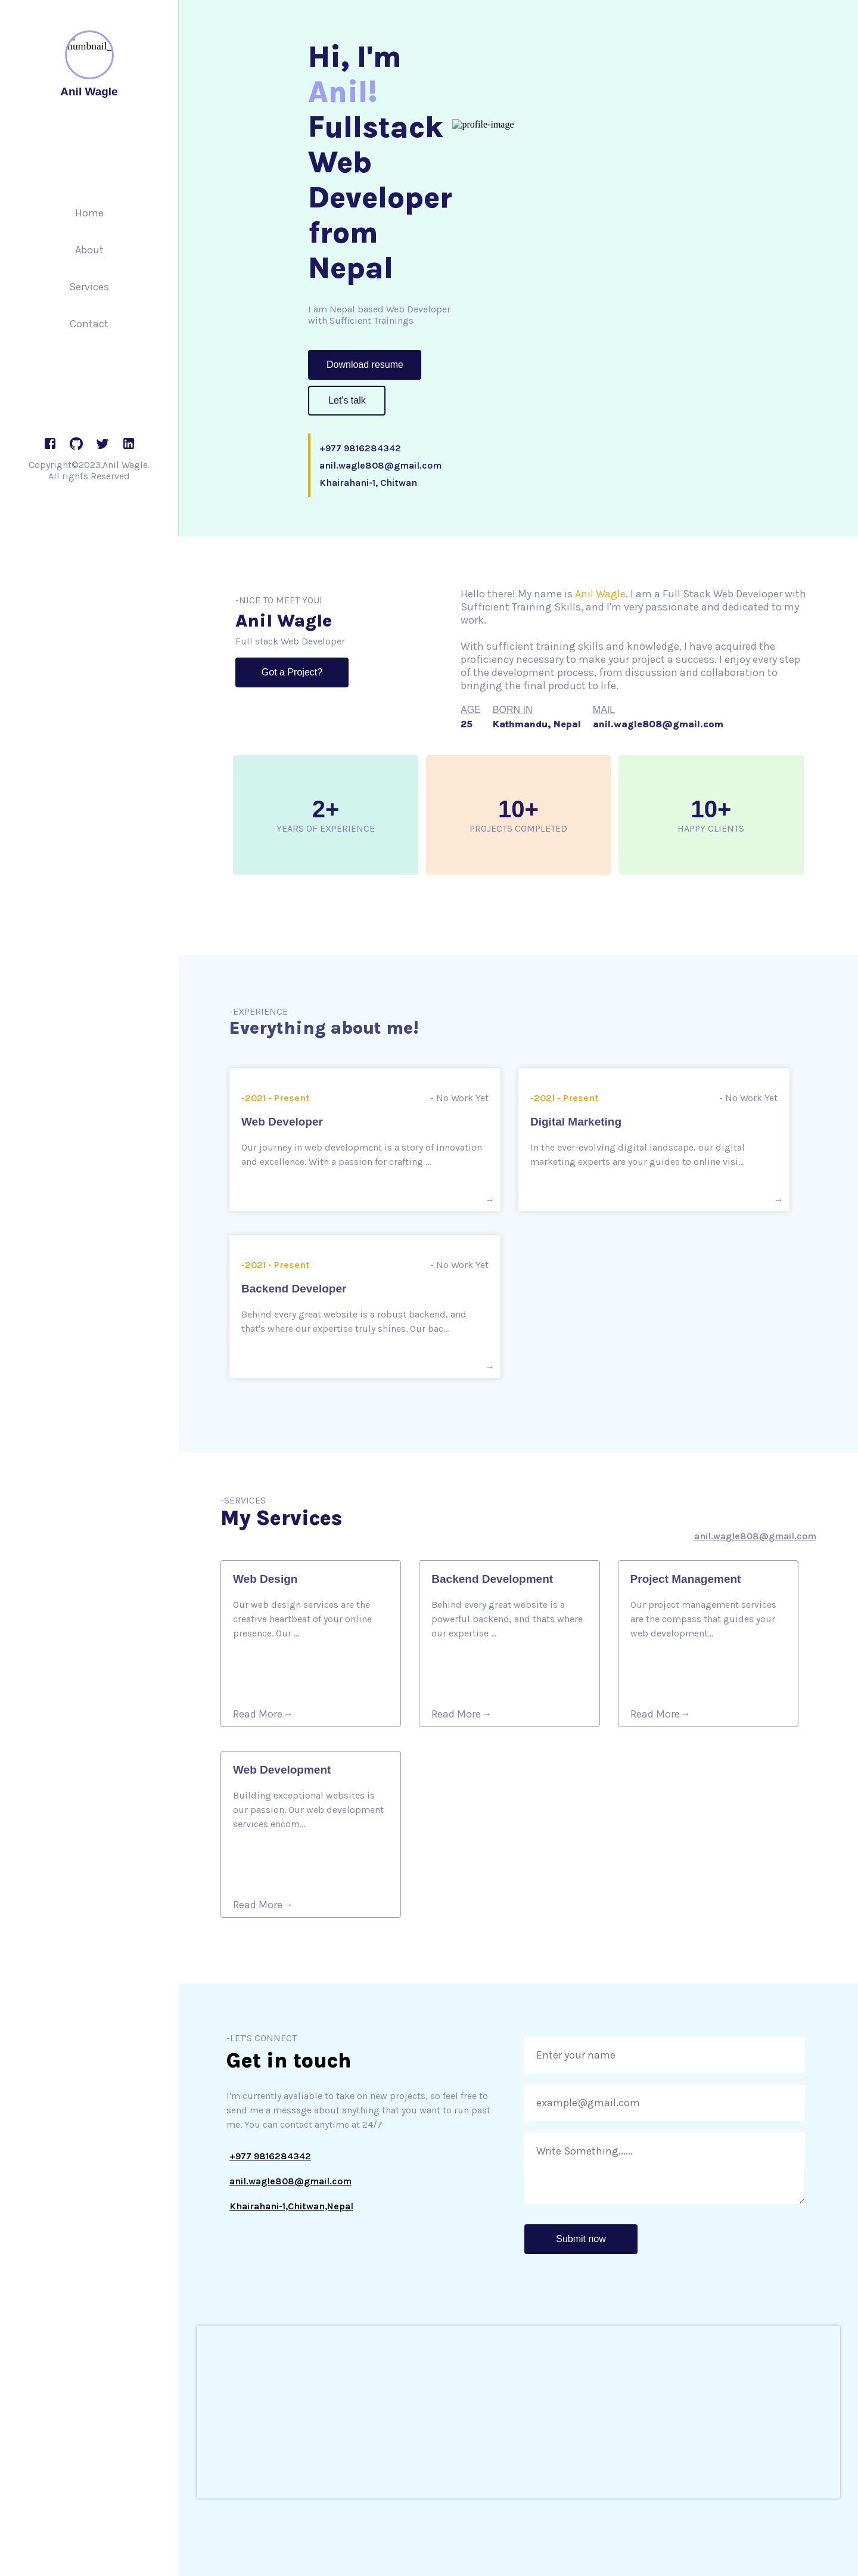 humbnail_
Anil Wagle
Home
About
Services
Contact
Copyright©2023.Anil Wagle.
All rights Reserved
Hi, I'm
Anil!
Fullstack
Web
Developer
from
Nepal
profile-image
I am Nepal based Web Developer
with Sufficient Trainings
Download resume
Let's talk
+977 9816284342
anil.wagle808@gmail.com
Khairahani-1, Chitwan
-NICE TO MEET YOU!
Anil Wagle
Full stack Web Developer
Got a Project?
Hello there! My name is Anil Wagle. I am a Full Stack Web Developer with
Sufficient Training Skills, and I'm very passionate and dedicated to my
work.
With sufficient training skills and knowledge, I have acquired the
proficiency necessary to make your project a success. I enjoy every step
of the development process, from discussion and collaboration to
bringing the final product to life.
AGE BORN IN MAIL
25 Kathmandu, Nepal anil.wagle808@gmail.com
2+
YEARS OF EXPERIENCE
10+
PROJECTS COMPLETED
10+
HAPPY CLIENTS
-EXPERIENCE
Everything about me!
-2021 - Present - No Work Yet
Web Developer
Our journey in web development is a story of innovation
and excellence. With a passion for crafting ...
→
-2021 - Present - No Work Yet
Digital Marketing
In the ever-evolving digital landscape, our digital
marketing experts are your guides to online visi...
→
-2021 - Present - No Work Yet
Backend Developer
Behind every great website is a robust backend, and
that's where our expertise truly shines. Our bac...
→
-SERVICES
My Services
anil.wagle808@gmail.com
Web Design
Our web design services are the
creative heartbeat of your online
presence. Our ...
Read More→
Backend Development
Behind every great website is a
powerful backend, and thats where
our expertise ...
Read More→
Project Management
Our project management services
are the compass that guides your
web development...
Read More→
Web Development
Building exceptional websites is
our passion. Our web development
services encom...
Read More→
-LET'S CONNECT
Get in touch
I'm currently avaliable to take on new projects, so feel free to
send me a message about anything that you want to run past
me. You can contact anytime at 24/7
+977 9816284342
anil.wagle808@gmail.com
Khairahani-1,Chitwan,Nepal
Enter your name
example@gmail.com
Write Something......
Submit now